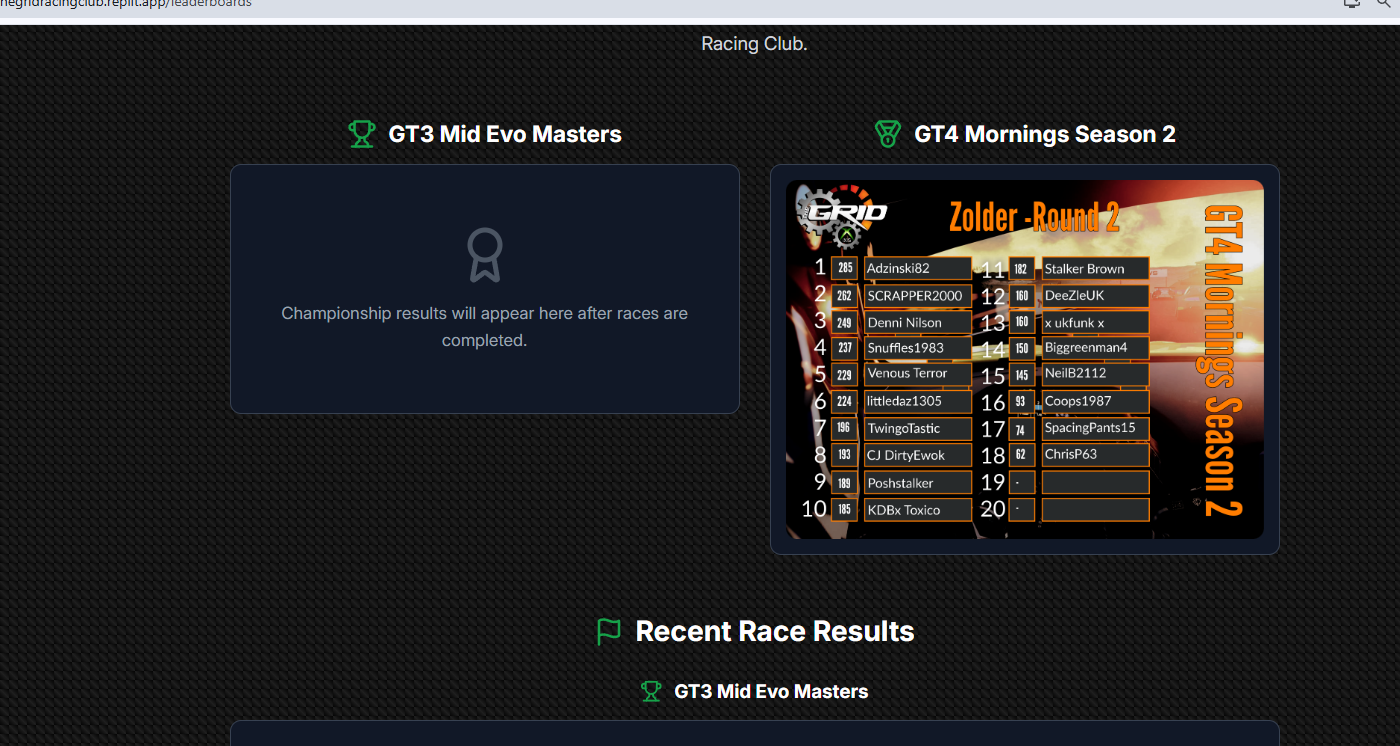 negridracingclub.replit.app/leaderboards
Racing Club.
GT3 Mid Evo Masters
GT4 Mornings Season 2
Championship results will appear here after races are
completed.
THE GRID
Zolder -Round 2
GT4 Mornings Season 2
1 285 Adzinski82
2 262 SCRAPPER2000
3 249 Denni Nilson
4 237 Snuffles1983
5 229 Venous Terror
6 224 littledaz1305
7 196 TwingoTastic
8 193 CJ DirtyEwok
9 189 Poshstalker
10 185 KDBx Toxico
11 182 Stalker Brown
12 160 DeeZleUK
13 160 x ukfunk x
14 150 Biggreenman4
15 145 NeilB2112
16 93 Coops1987
17 74 SpacingPants15
18 62 ChrisP63
19 -
20 -
Recent Race Results
GT3 Mid Evo Masters